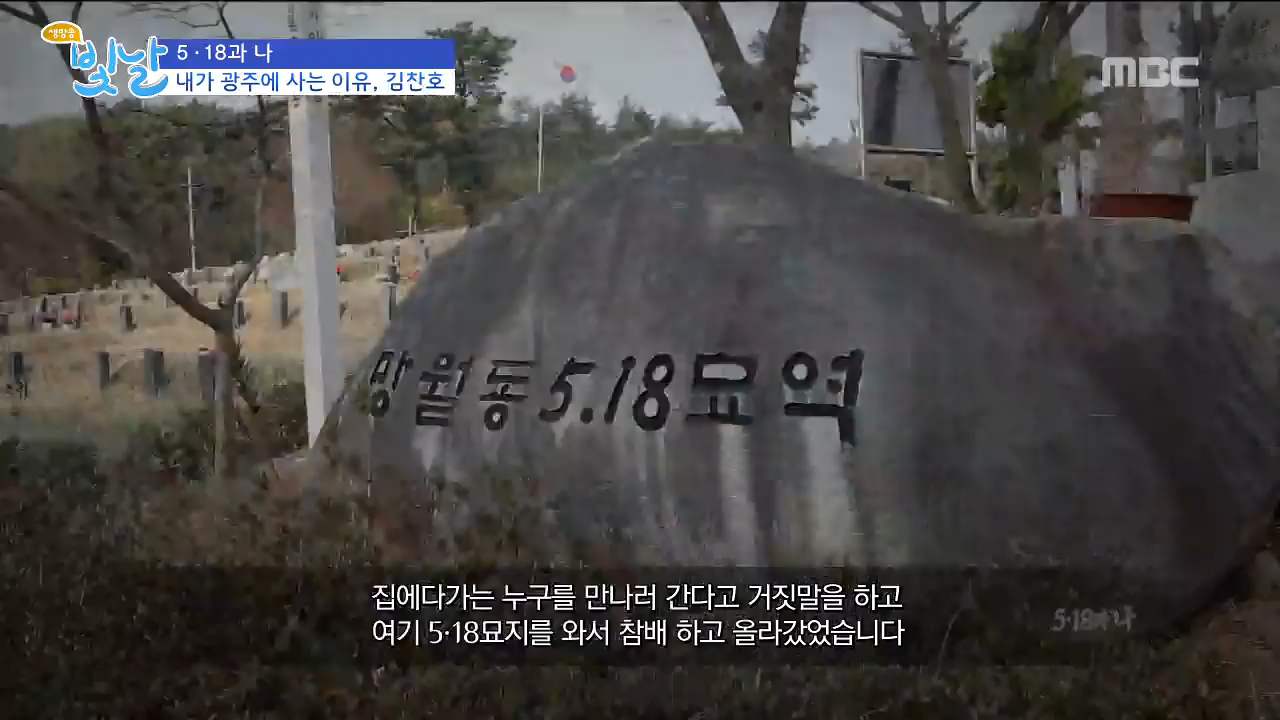 생방송
빛날
5·18과 나
내가 광주에 사는 이유, 김찬호
MBC
망월동5.18묘역
집에다가는 누구를 만나러 간다고 거짓말을 하고
여기 5·18묘지를 와서 참배 하고 올라갔었습니다
5·18과 나